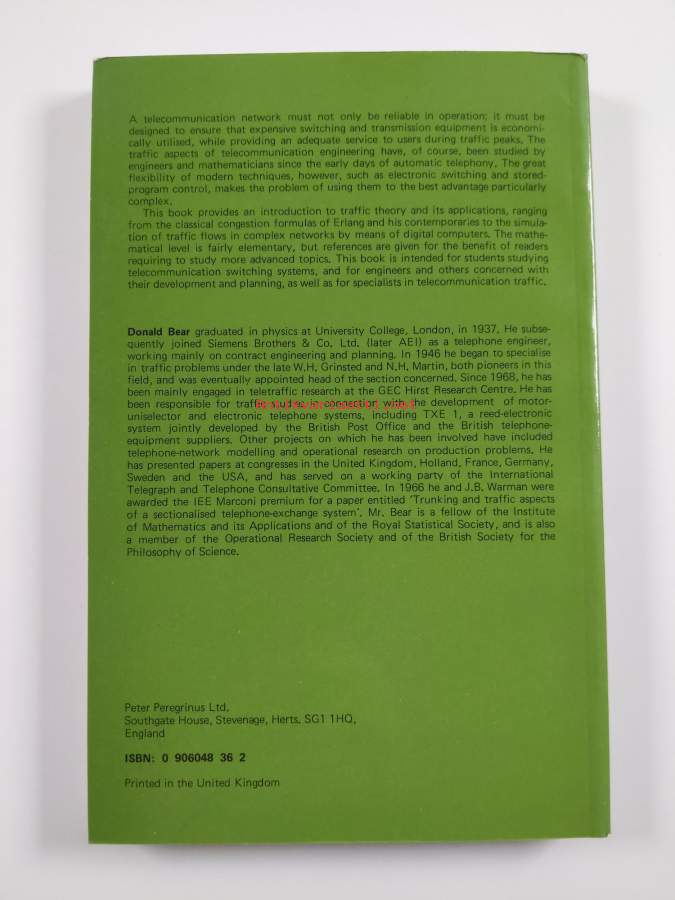 A telecommunication network must not only be reliable in operation; it must be
designed to ensure that expensive switching and transmission equipment is economi-
cally utilised, while providing an adequate service to users during traffic peaks. The
traffic aspects of telecommunication engineering have, of course, been studied by
engineers and mathematicians since the early days of automatic telephony. The great
flexibility of modern techniques, however, such as electronic switching and stored-
program control, makes the problem of using them to the best advantage particularly
complex.
This book provides an introduction to traffic theory and its applications, ranging
from the classical congestion formulas of Erlang and his contemporaries to the simula-
tion of traffic flows in complex networks by means of digital computers. The mathe-
matical level is fairly elementary, but references are given for the benefit of readers
requiring to study more advanced topics. This book is intended for students studying
telecommunication switching systems, and for engineers and others concerned with
their development and planning, as well as for specialists in telecommunication traffic.
Donald Bear graduated in physics at University College, London, in 1937. He subse-
quently joined Siemens Brothers & Co. Ltd. (later AEI) as a telephone engineer,
working mainly on contract engineering and planning. In 1946 he began to specialise
in traffic problems under the late W.H. Grinsted and N.H. Martin, both pioneers in this
field, and was eventually appointed head of the section concerned. Since 1968, he has
been mainly engaged in teletraffic research at the GEC Hirst Research Centre. He has
been responsible for traffic studies in connection with the development of motor-
uniselector and electronic telephone systems, including TXE 1, a reed-electronic
system jointly developed by the British Post Office and the British telephone-
equipment suppliers. Other projects on which he has been involved have included
telephone-network modelling and operational research on production problems. He
has presented papers at congresses in the United Kingdom, Holland, France, Germany,
Sweden and the USA, and has served on a working party of the International
Telegraph and Telephone Consultative Committee. In 1966 he and J.B. Warman were
awarded the IEE Marconi premium for a paper entitled 'Trunking and traffic aspects
of a sectionalised telephone-exchange system'. Mr. Bear is a fellow of the Institute
of Mathematics and its Applications and of the Royal Statistical Society, and is also
a member of the Operational Research Society and of the British Society for the
Philosophy of Science.
Peter Peregrinus Ltd.
Southgate House, Stevenage, Herts. SG1 1HQ,
England
ISBN: 0 906048 36 2
Printed in the United Kingdom